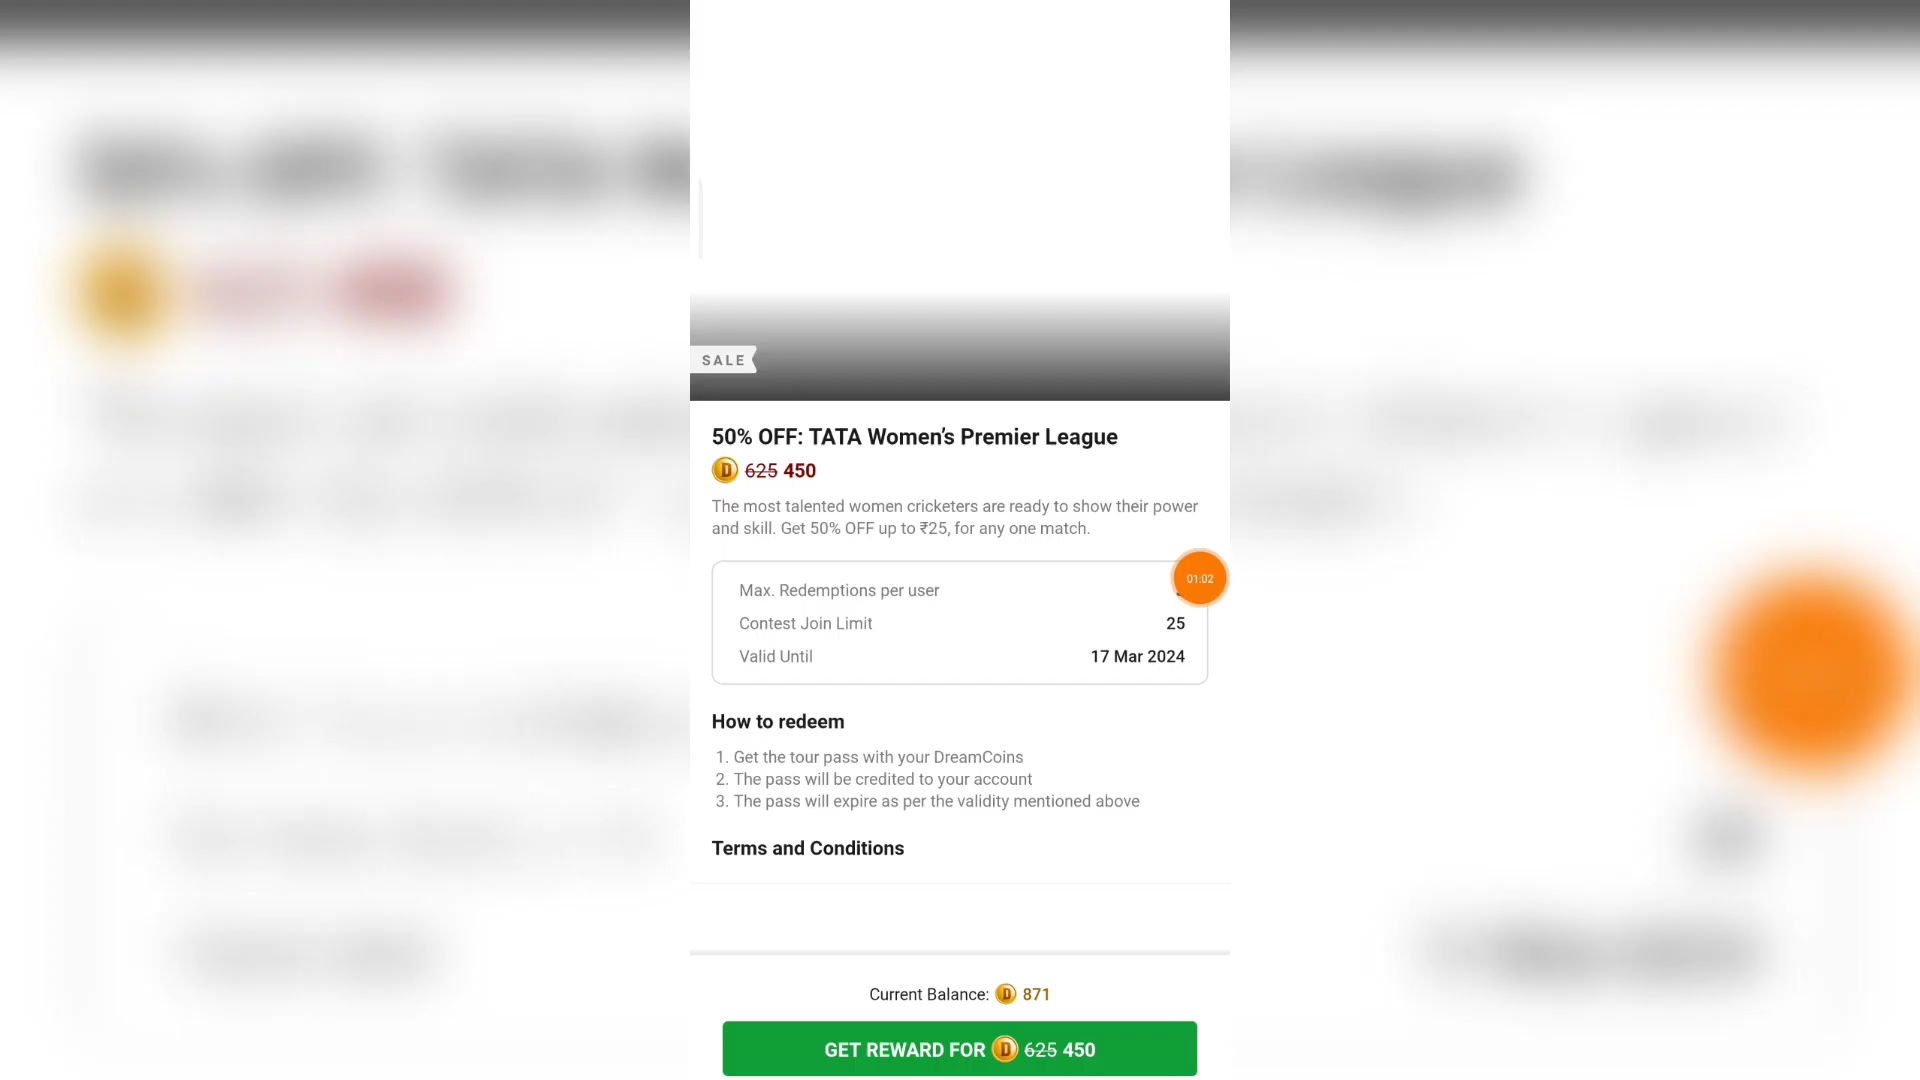 SALE
50% OFF: TATA Women's Premier League
625 450
The most talented women cricketers are ready to show their power
and skill. Get 50% OFF up to ₹25, for any one match.
01:02
Max. Redemptions per user
Contest Join Limit 25
Valid Until 17 Mar 2024
How to redeem
1. Get the tour pass with your DreamCoins
2. The pass will be credited to your account
3. The pass will expire as per the validity mentioned above
Terms and Conditions
Current Balance: D 871
GET REWARD FOR D 625 450